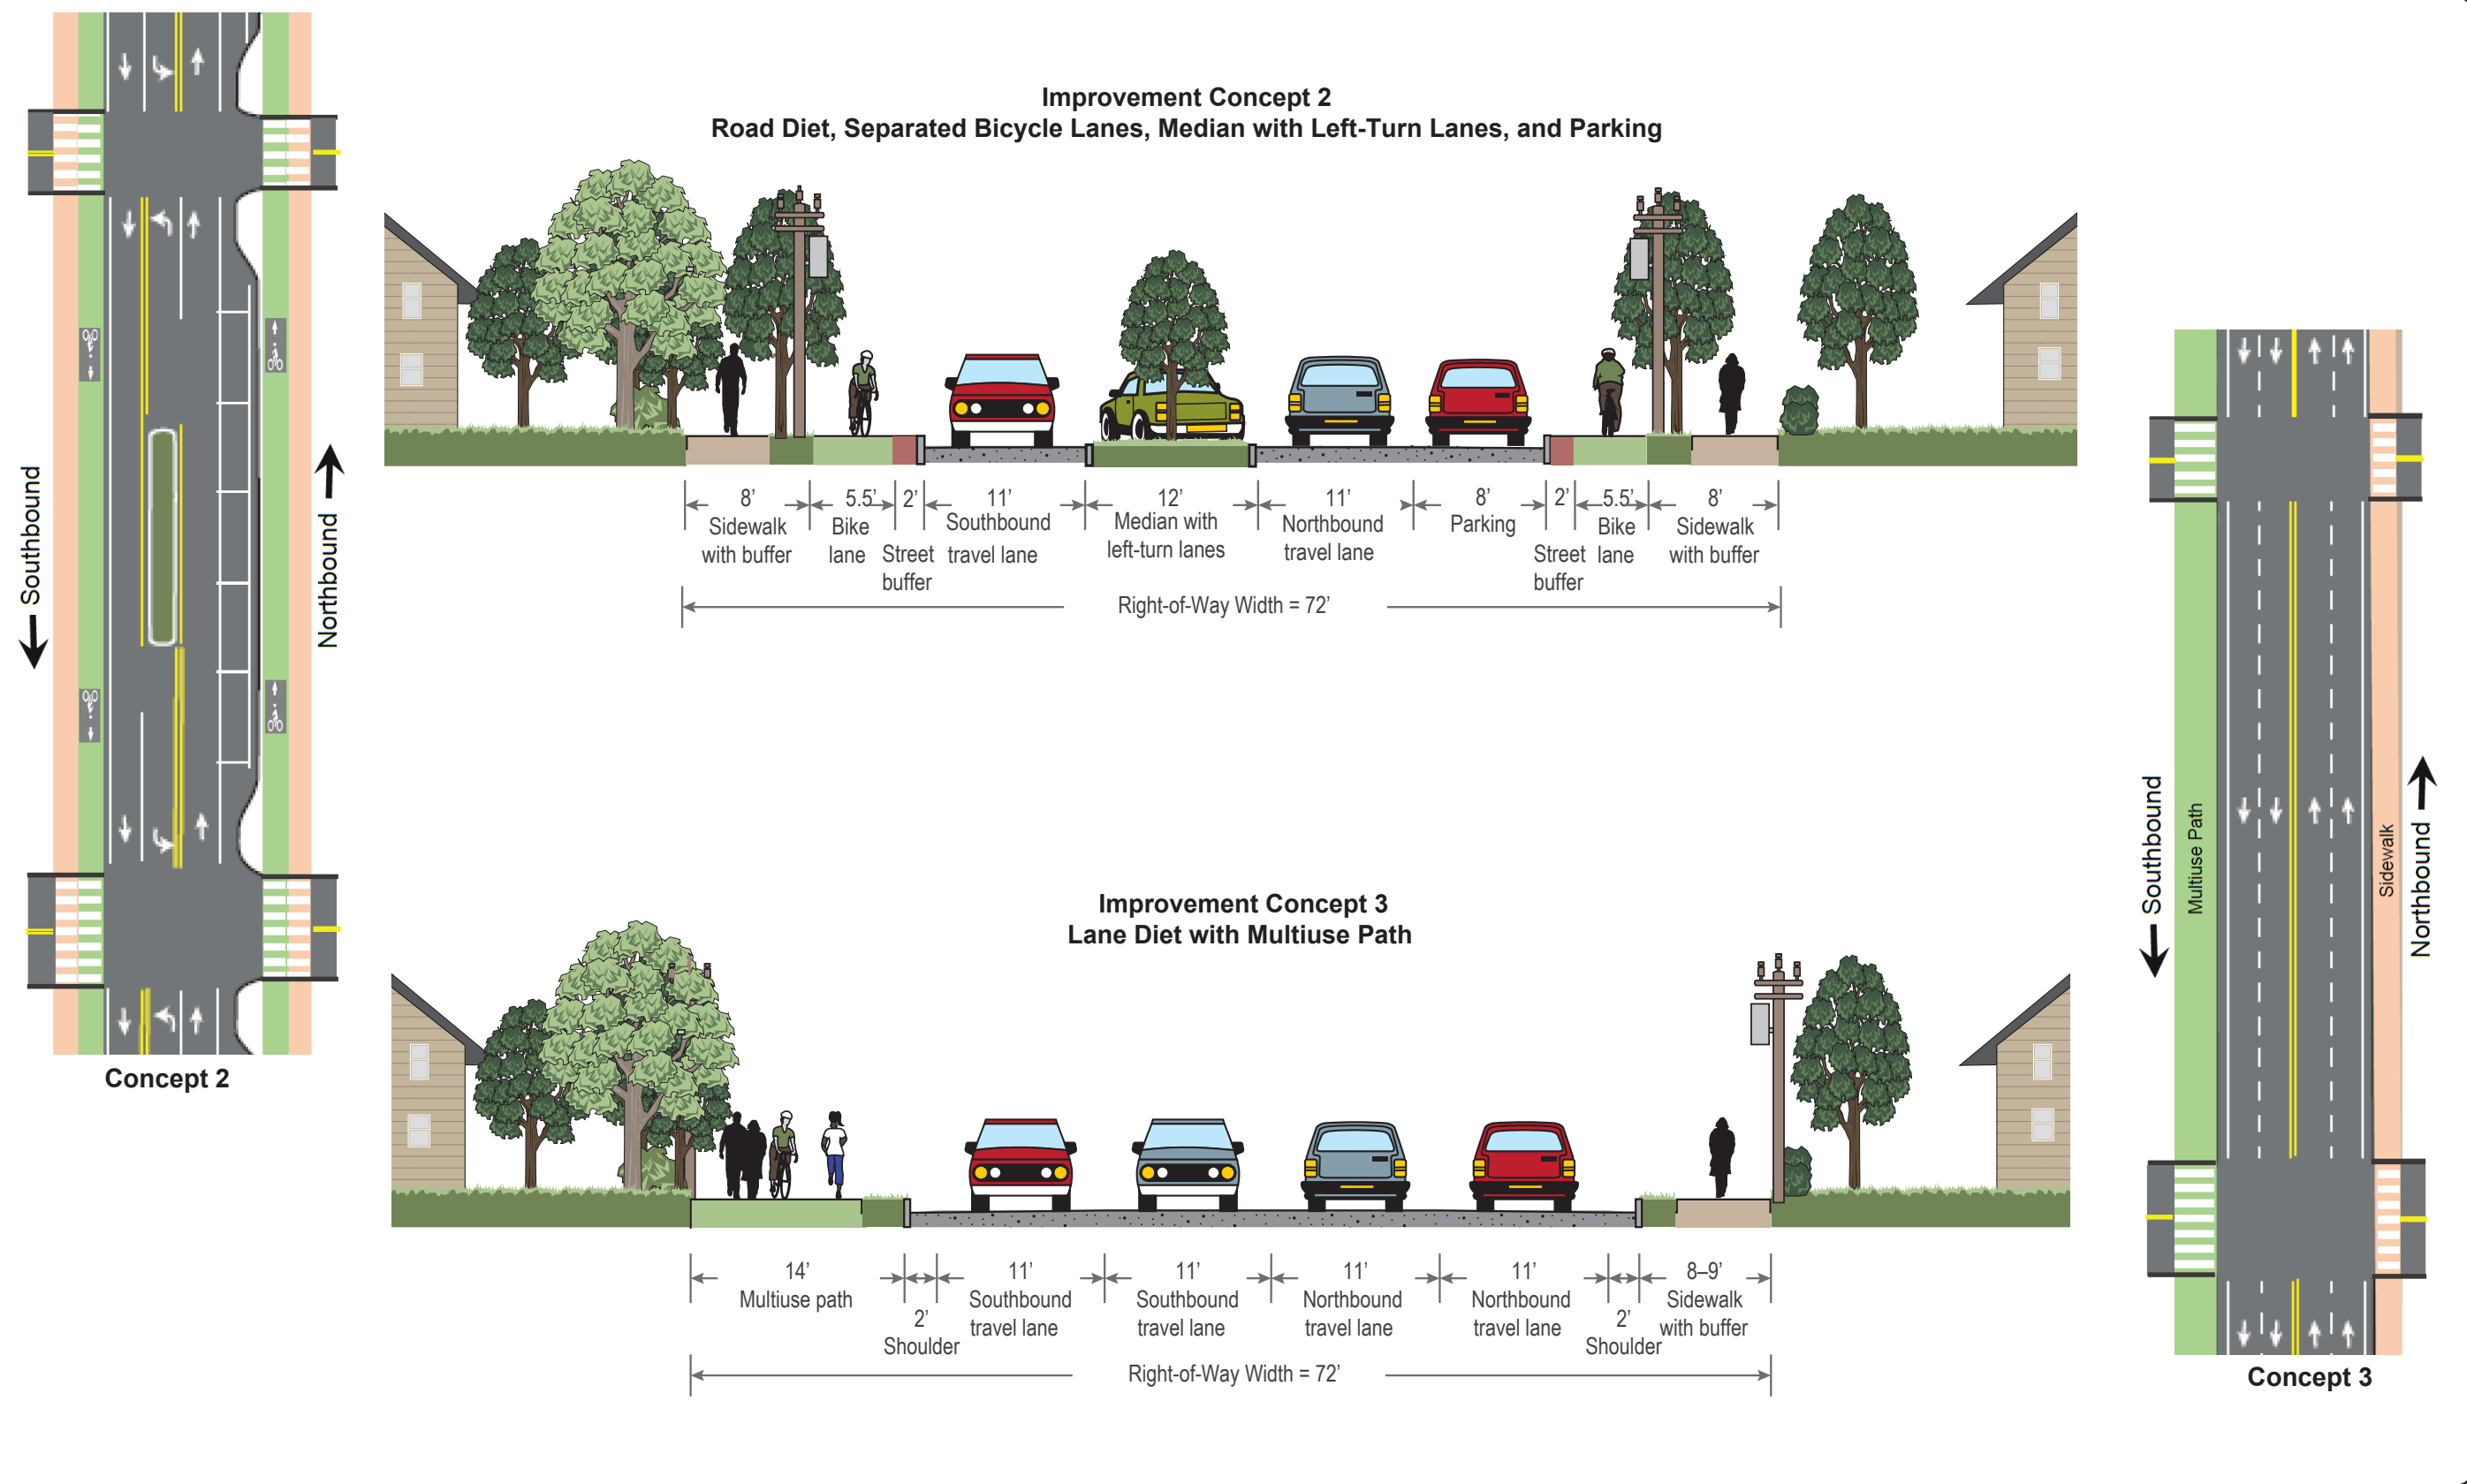 Improvement Concept 2
Road Diet, Separated Bicycle Lanes, Median with Left-Turn Lanes, and Parking
Southbound
Northbound
8’
5.5’
2’
11’
12’
11’
8’
2’
5.5’
8’
Sidewalk
with buffer
Bike
lane
Street
buffer
Southbound
travel lane
Median with
left-turn lanes
Northbound
travel lane
Parking
Street
buffer
Bike
lane
Sidewalk
with buffer
Right-of-Way Width = 72’
Concept 2
Improvement Concept 3
Lane Diet with Multiuse Path
14’
Multiuse path
2’
Shoulder
11’
Southbound
travel lane
11’
Southbound
travel lane
11’
Northbound
travel lane
11’
Northbound
travel lane
2’
Shoulder
8–9’
Sidewalk
with buffer
Right-of-Way Width = 72’
Southbound
Multiuse Path
Sidewalk
Northbound
Concept 3